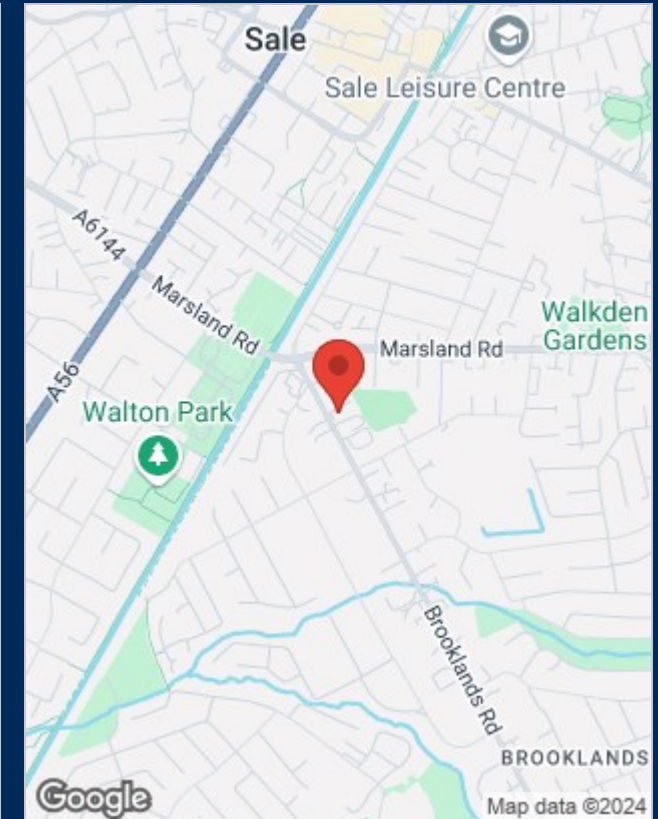 Sale
Sale Leisure Centre
A6144
Marsland Rd
Marsland Rd
Walkden
Gardens
A56
Walton Park
Brooklands Rd
BROOKLANDS
Google
Map data ©2024